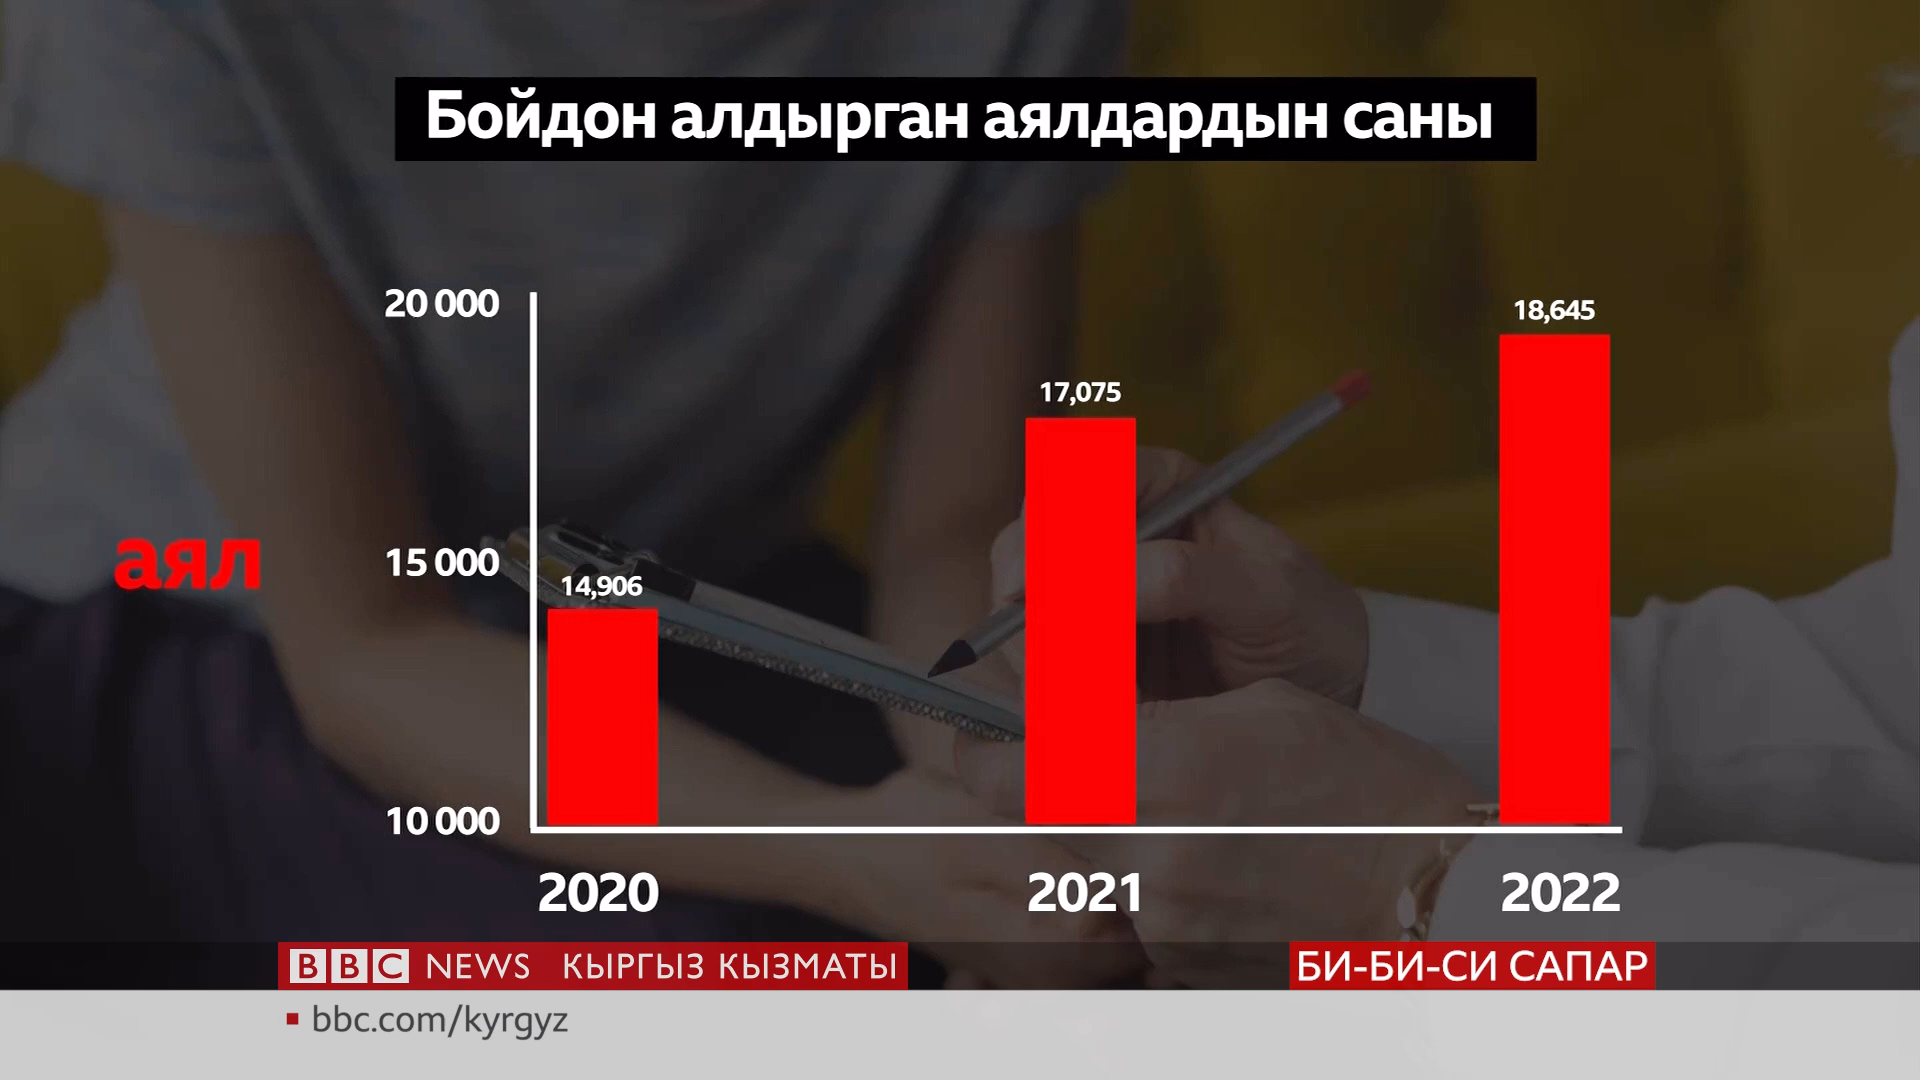 Бойдон алдырган аялдардын саны
20 000
18,645
17,075
аял
15 000
14,906
10 000
2020 2021 2022
BBC NEWS КЫРГЫЗ КЫЗМАТЫ
БИ-БИ-СИ САПАР
bbc.com/kyrgyz